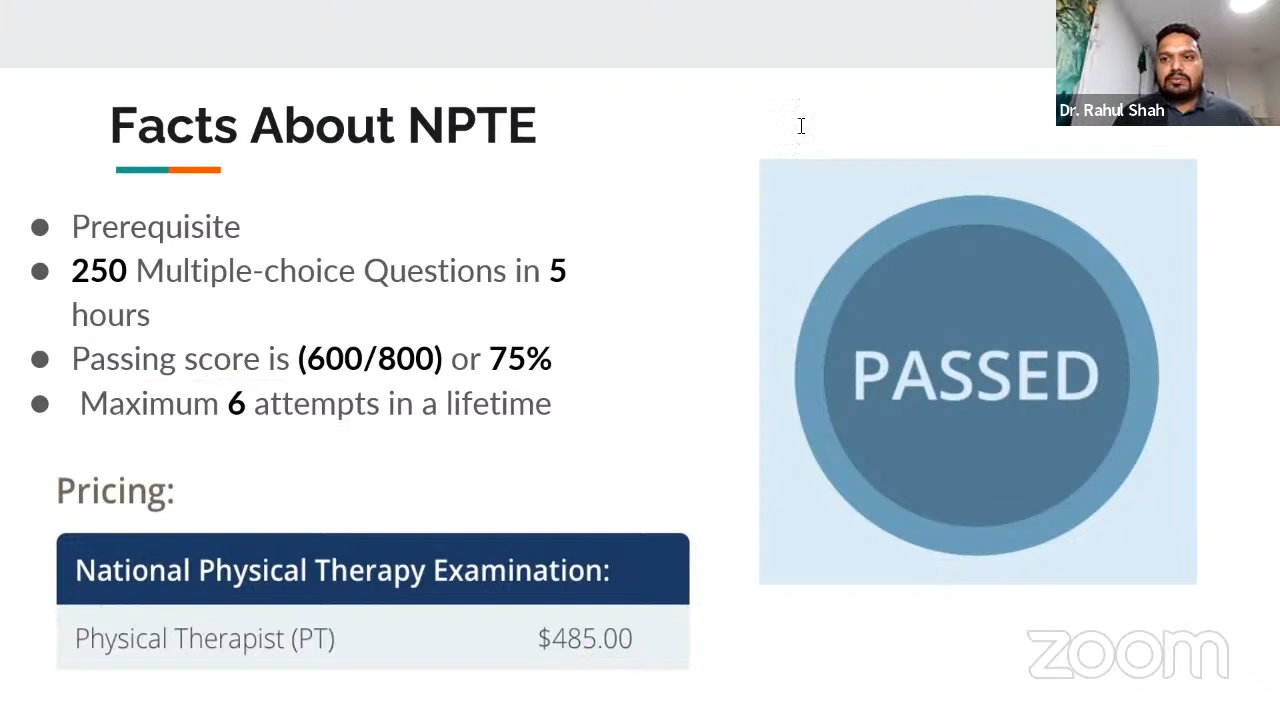 Facts About NPTE
Dr. Rahul Shah
● Prerequisite
● 250 Multiple-choice Questions in 5
hours
● Passing score is (600/800) or 75%
● Maximum 6 attempts in a lifetime
PASSED
Pricing:
National Physical Therapy Examination:
Physical Therapist (PT) $485.00
zoom